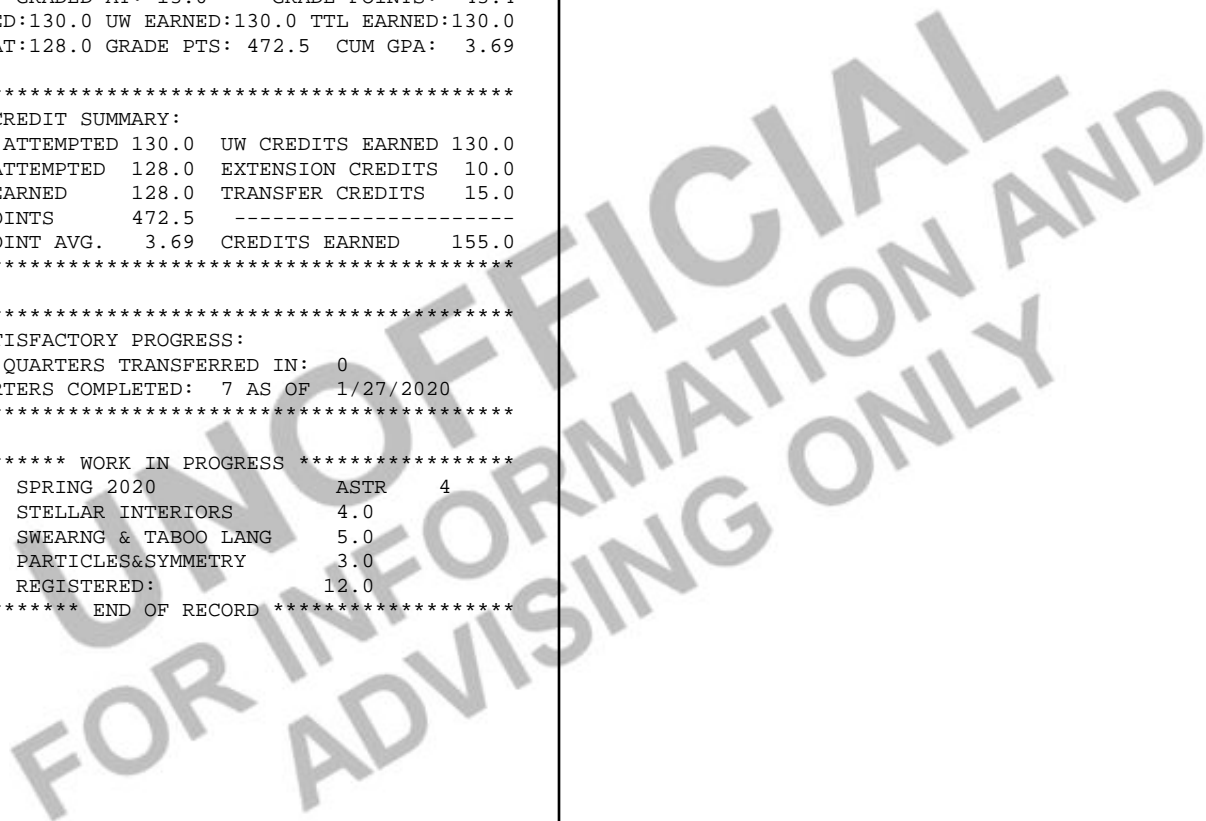 GRADED AT: 15.0 GRADE POINTS:
ED:130.0 UW EARNED:130.0 TTL EARNED:130.0
AT:128.0 GRADE PTS: 472.5 CUM GPA: 3.69
*****************************************
CREDIT SUMMARY:
ATTEMPTED 130.0 UW CREDITS EARNED 130.0
ATTEMPTED 128.0 EXTENSION CREDITS 10.0
EARNED 128.0 TRANSFER CREDITS 15.0
OINTS 472.5 ----------------------
OINT AVG. 3.69 CREDITS EARNED 155.0
*****************************************
*****************************************
TISFACTORY PROGRESS:
QUARTERS TRANSFERRED IN: 0
RTERS COMPLETED: 7 AS OF 1/27/2020
*****************************************
****** WORK IN PROGRESS *****************
SPRING 2020 ASTR 4
STELLAR INTERIORS 4.0
SWEARNG & TABOO LANG 5.0
PARTICLES&SYMMETRY 3.0
REGISTERED: 12.0
******* END OF RECORD *******************
UNOFFICIAL
FOR INFORMATION AND
ADVISING ONLY